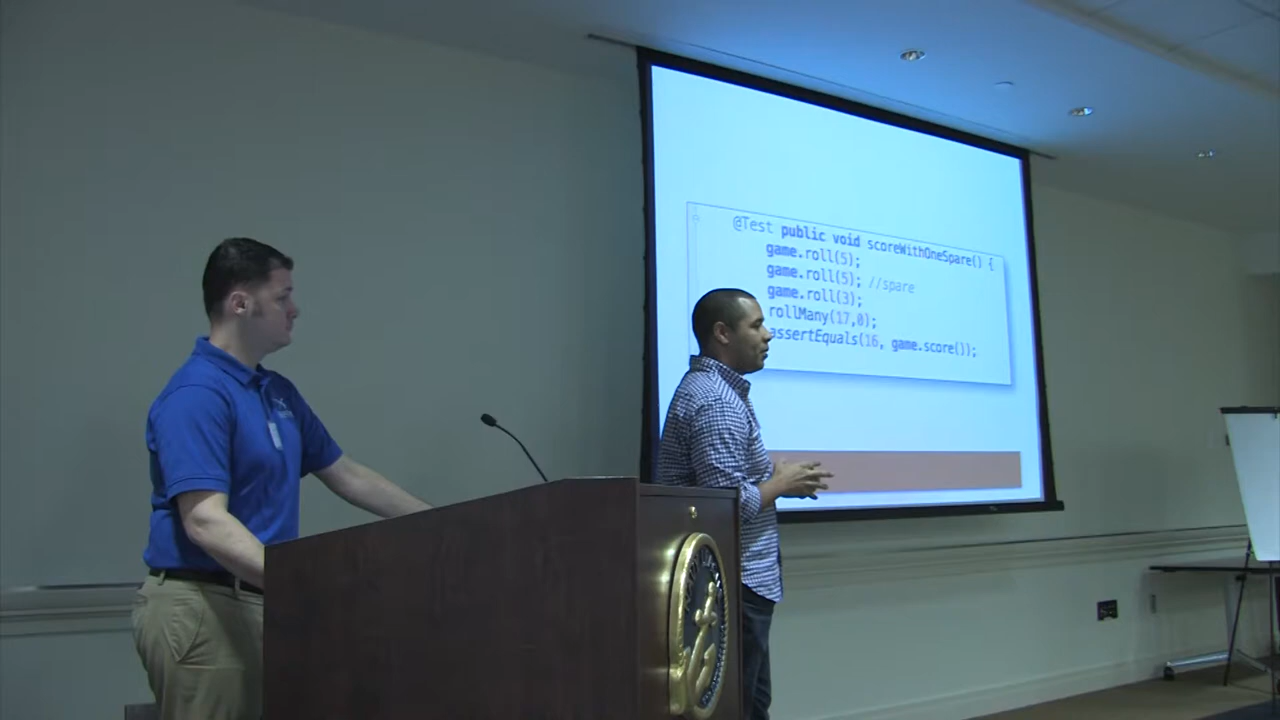 @Test public void scoreWithOneSpare() {
game.roll(5);
game.roll(5); //spare
game.roll(3);
rollMany(17,0);
assertEquals(16, game.score());